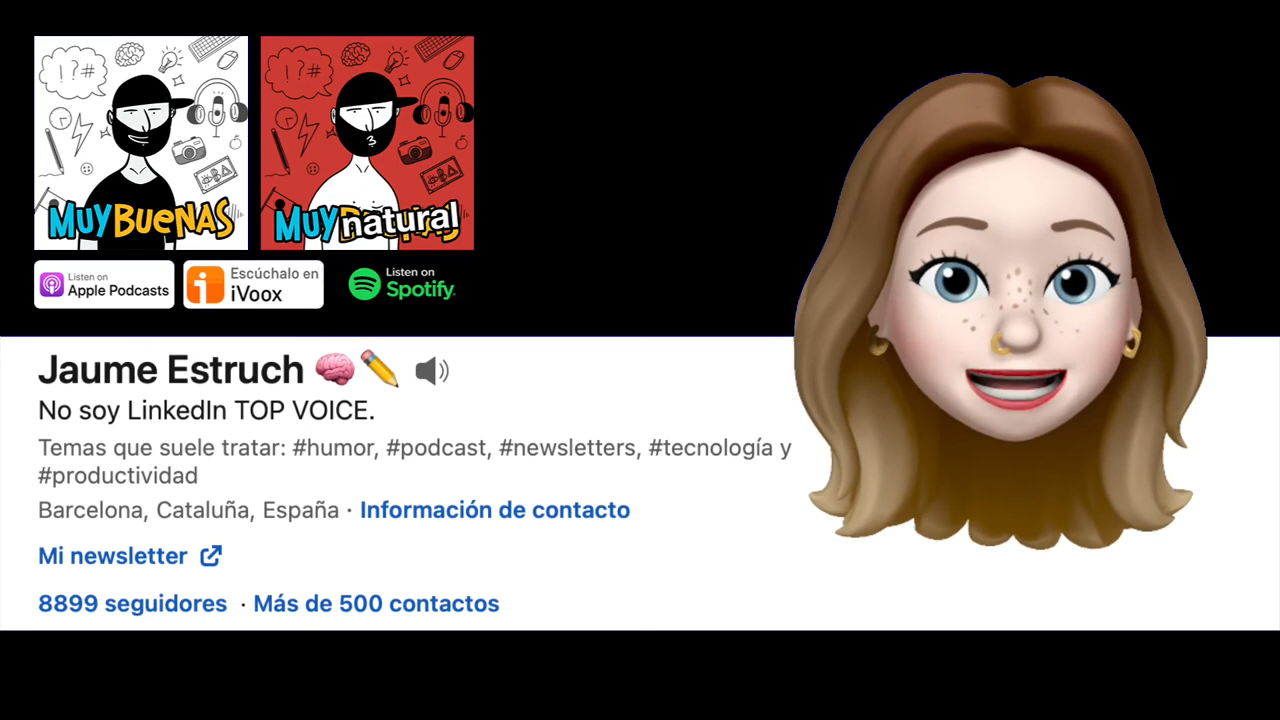 !?#
!?#
MUYBUENAS
MUYnatural
Listen on
Apple Podcasts
Escúchalo en
iVoox
Listen on
Spotify
Jaume Estruch 🧠✏️
No soy LinkedIn TOP VOICE.
Temas que suele tratar: #humor, #podcast, #newsletters, #tecnología y
#productividad
Barcelona, Cataluña, España · Información de contacto
Mi newsletter
8899 seguidores · Más de 500 contactos